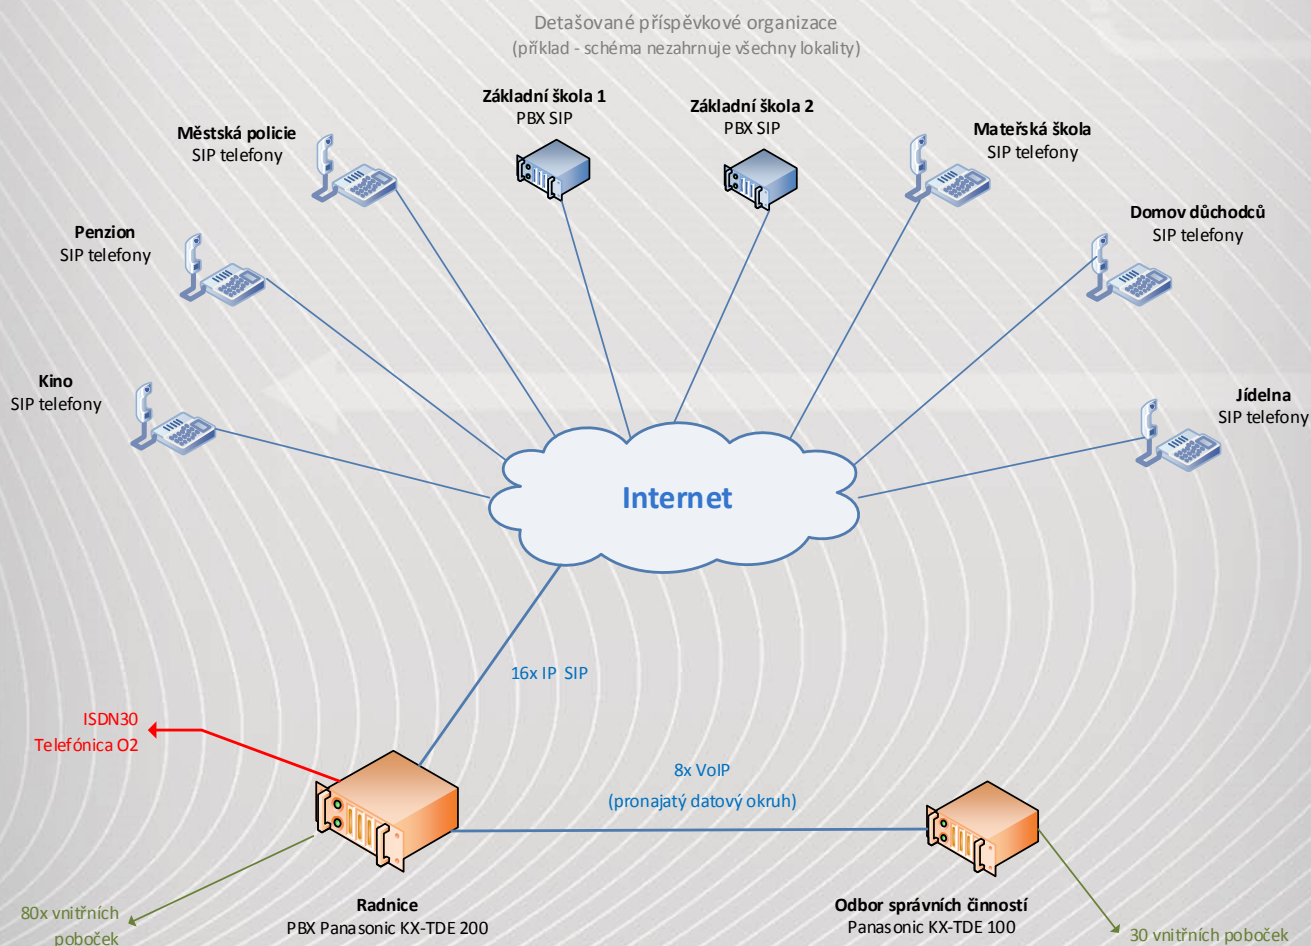 Detašované příspěvkové organizace
(příklad - schéma nezahrnuje všechny lokality)
Základní škola 1
PBX SIP
Základní škola 2
PBX SIP
Městská policie
SIP telefony
Mateřská škola
SIP telefony
Penzion
SIP telefony
Domov důchodců
SIP telefony
Kino
SIP telefony
Jídelna
SIP telefony
Internet
16x IP SIP
ISDN30
Telefónica O2
8x VoIP
(pronajatý datový okruh)
Radnice
PBX Panasonic KX-TDE 200
Odbor správních činností
Panasonic KX-TDE 100
80x vnitřních
poboček
30 vnitřních poboček